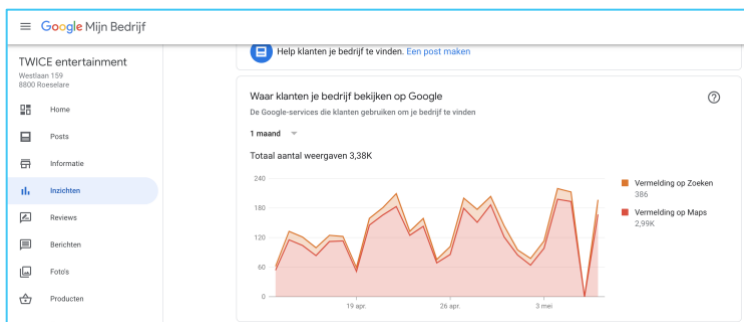 Google Mijn Bedrijf
TWICE entertainment
Westlaan 159
8800 Roeselare
Home
Posts
Informatie
Inzichten
Reviews
Berichten
Foto's
Producten
Help klanten je bedrijf te vinden. Een post maken
Waar klanten je bedrijf bekijken op Google
De Google-services die klanten gebruiken om je bedrijf te vinden
1 maand
Totaal aantal weergaven 3,38K
240
180
120
60
0
19 apr.
26 apr.
3 mei
Vermelding op Zoeken
386
Vermelding op Maps
2,99K